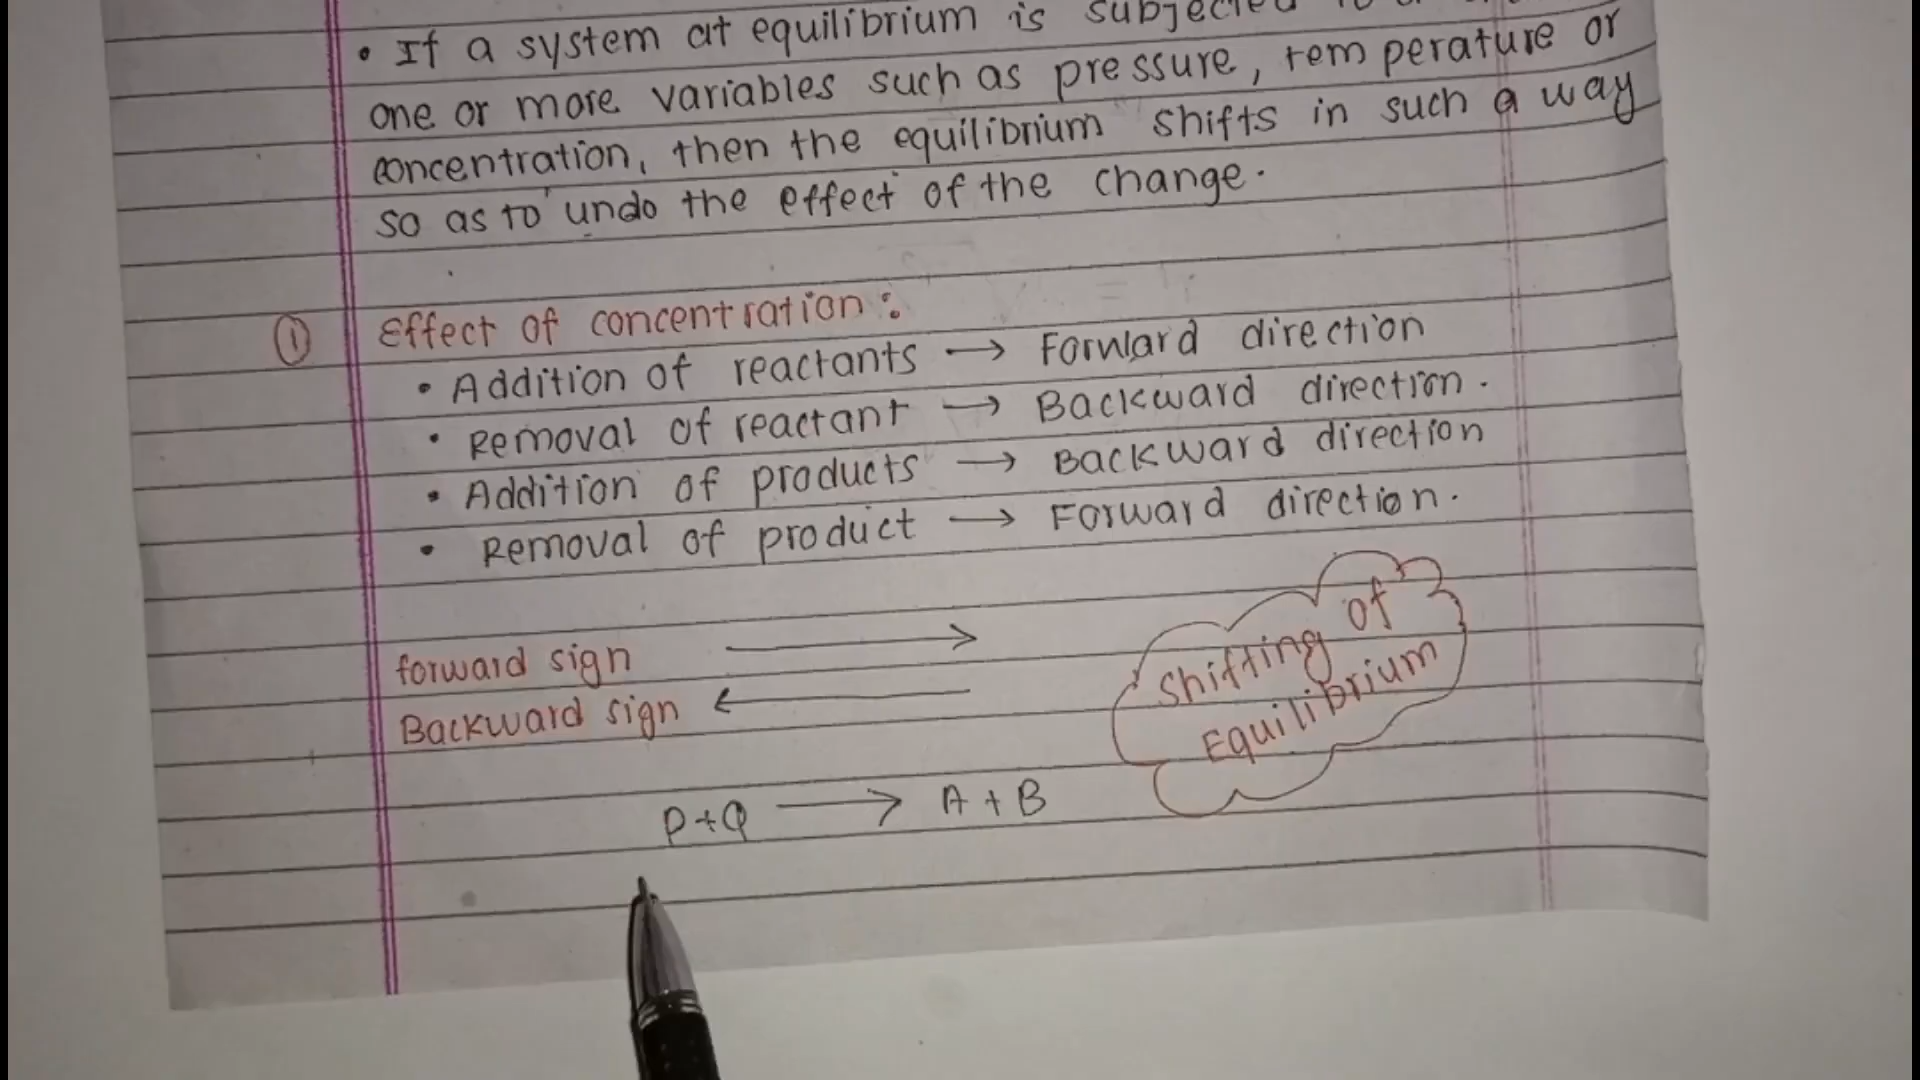 • If a system at equilibrium is subjected
one or more variables such as pressure, temperature or
concentration, then the equilibrium shifts in such a way
so as to undo the effect of the change.
① Effect of concentration:
• Addition of reactants → Forward direction
• Removal of reactant → Backward direction.
• Addition of products → Backward direction
• Removal of product → Forward direction.
forward sign →
Backward sign ←
Shifting of
Equilibrium
P+Q → A + B